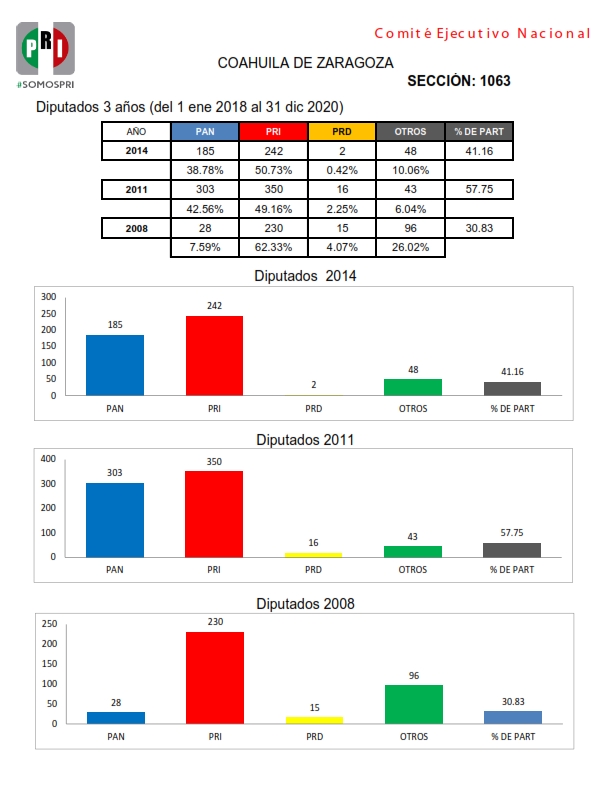 Comité Ejecutivo Nacional
PRI
#SOMOSPRI
COAHUILA DE ZARAGOZA
SECCIÓN: 1063
Diputados 3 años (del 1 ene 2018 al 31 dic 2020)
AÑO PAN PRI PRD OTROS % DE PART
2014 185 242 2 48 41.16
38.78% 50.73% 0.42% 10.06%
2011 303 350 16 43 57.75
42.56% 49.16% 2.25% 6.04%
2008 28 230 15 96 30.83
7.59% 62.33% 4.07% 26.02%
Diputados 2014
300
250
200
150
100
50
0
185 242 2 48 41.16
PAN PRI PRD OTROS % DE PART
Diputados 2011
400
300
200
100
0
303 350 16 43 57.75
PAN PRI PRD OTROS % DE PART
Diputados 2008
250
200
150
100
50
0
28 230 15 96 30.83
PAN PRI PRD OTROS % DE PART